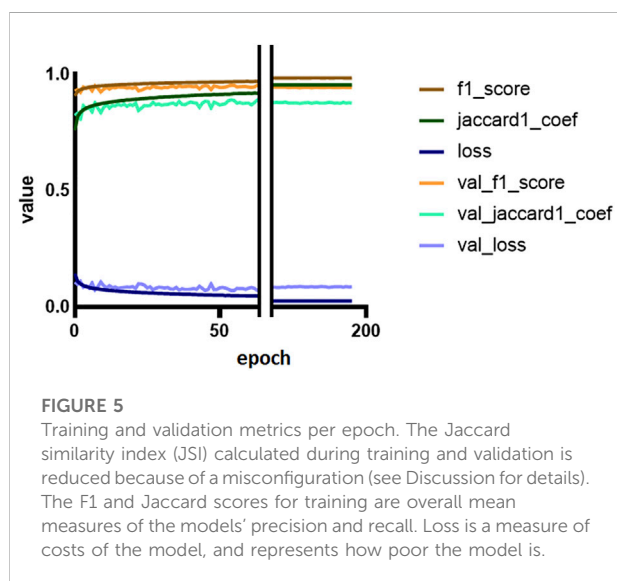 1.0
0.5
0.0
value
0
50
200
epoch
f1_score
jaccard1_coef
loss
val_f1_score
val_jaccard1_coef
val_loss
FIGURE 5
Training and validation metrics per epoch. The Jaccard
similarity index (JSI) calculated during training and validation is
reduced because of a misconfiguration (see Discussion for details).
The F1 and Jaccard scores for training are overall mean
measures of the models’ precision and recall. Loss is a measure of
costs of the model, and represents how poor the model is.